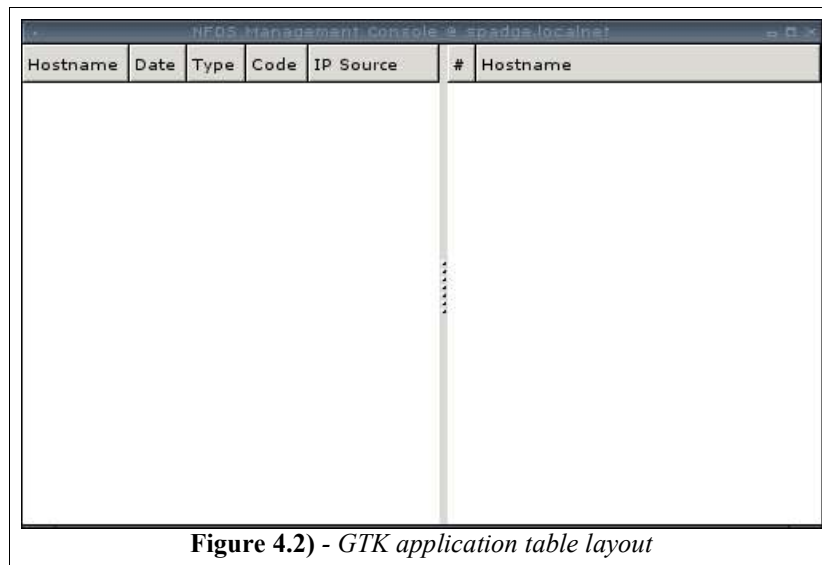 NFDS Management Console @ spadge.localnet
Hostname Date Type Code IP Source # Hostname
Figure 4.2) - GTK application table layout